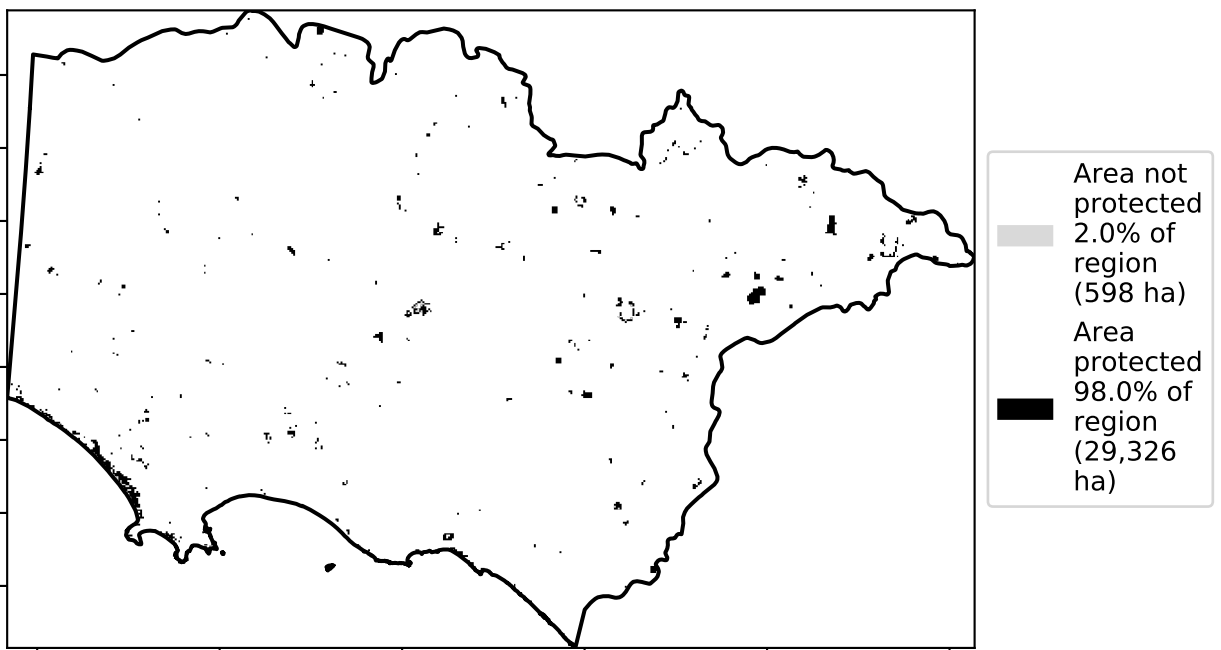 Area not
protected
2.0% of
region
(598 ha)
Area
protected
98.0% of
region
(29,326
ha)